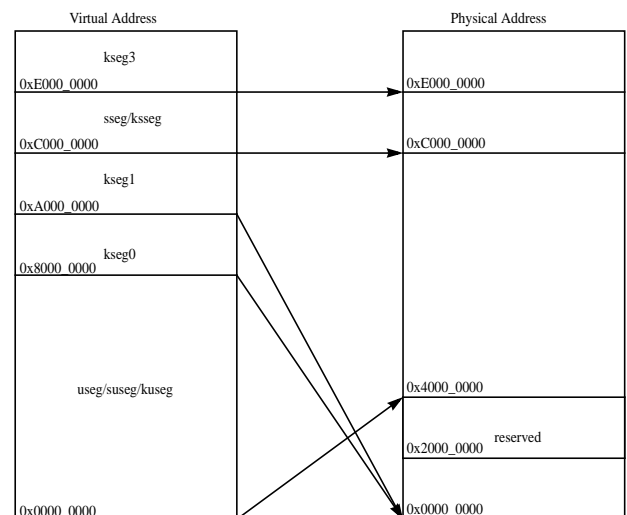 Virtual Address
Physical Address
kseg3
0xE000_0000
0xE000_0000
sseg/ksseg
0xC000_0000
0xC000_0000
kseg1
0xA000_0000
kseg0
0x8000_0000
useg/suseg/kuseg
0x4000_0000
reserved
0x2000_0000
0x0000_0000
0x0000_0000